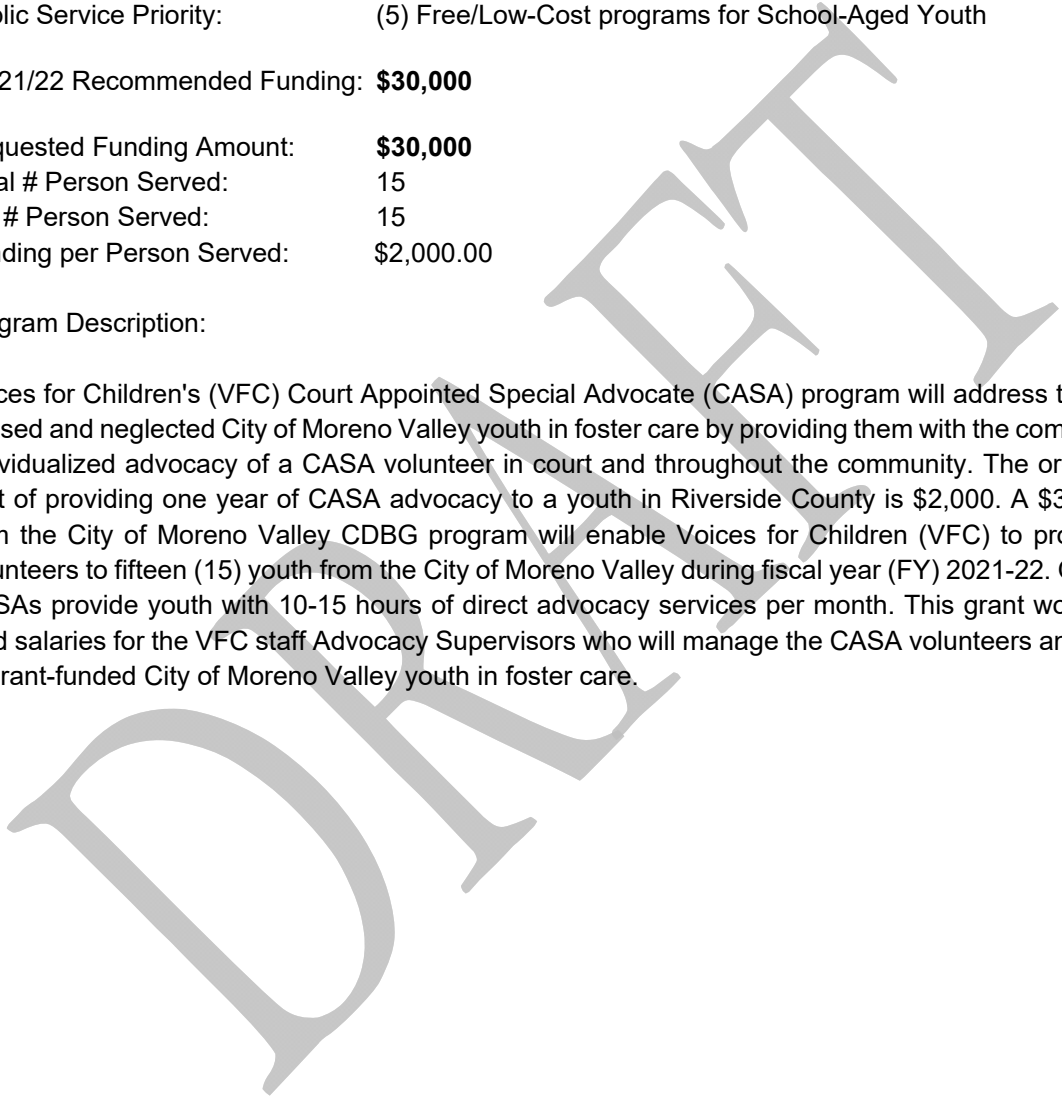 lic Service Priority: (5) Free/Low-Cost programs for School-Aged Youth
21/22 Recommended Funding: $30,000
quested Funding Amount: $30,000
al # Person Served: 15
# Person Served: 15
ding per Person Served: $2,000.00
gram Description:
ces for Children's (VFC) Court Appointed Special Advocate (CASA) program will address t
sed and neglected City of Moreno Valley youth in foster care by providing them with the com
vidualized advocacy of a CASA volunteer in court and throughout the community. The or
t of providing one year of CASA advocacy to a youth in Riverside County is $2,000. A $3
m the City of Moreno Valley CDBG program will enable Voices for Children (VFC) to pro
unteers to fifteen (15) youth from the City of Moreno Valley during fiscal year (FY) 2021-22. C
SAs provide youth with 10-15 hours of direct advocacy services per month. This grant wo
d salaries for the VFC staff Advocacy Supervisors who will manage the CASA volunteers an
rant-funded City of Moreno Valley youth in foster care.
DRAFT